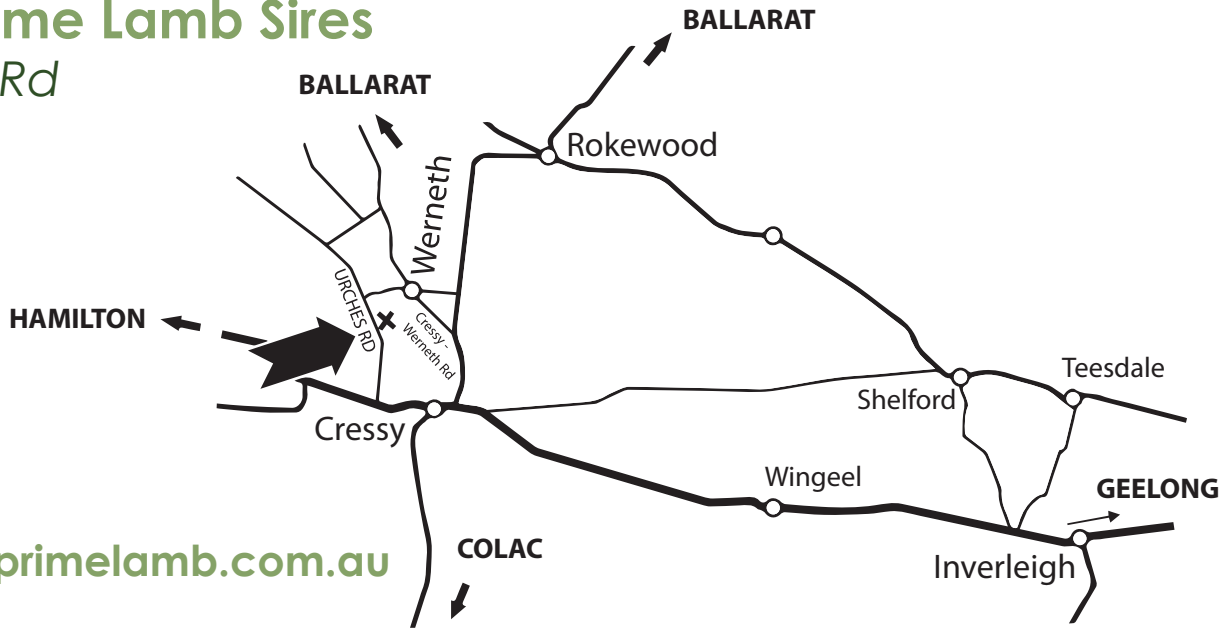 me Lamb Sires
Rd
BALLARAT
BALLARAT
Rokewood
Werneth
HAMILTON
URCHES RD
Cressy -
Werneth Rd
Teesdale
Shelford
Cressy
Wingeel
GEELONG
COLAC
primelamb.com.au
Inverleigh